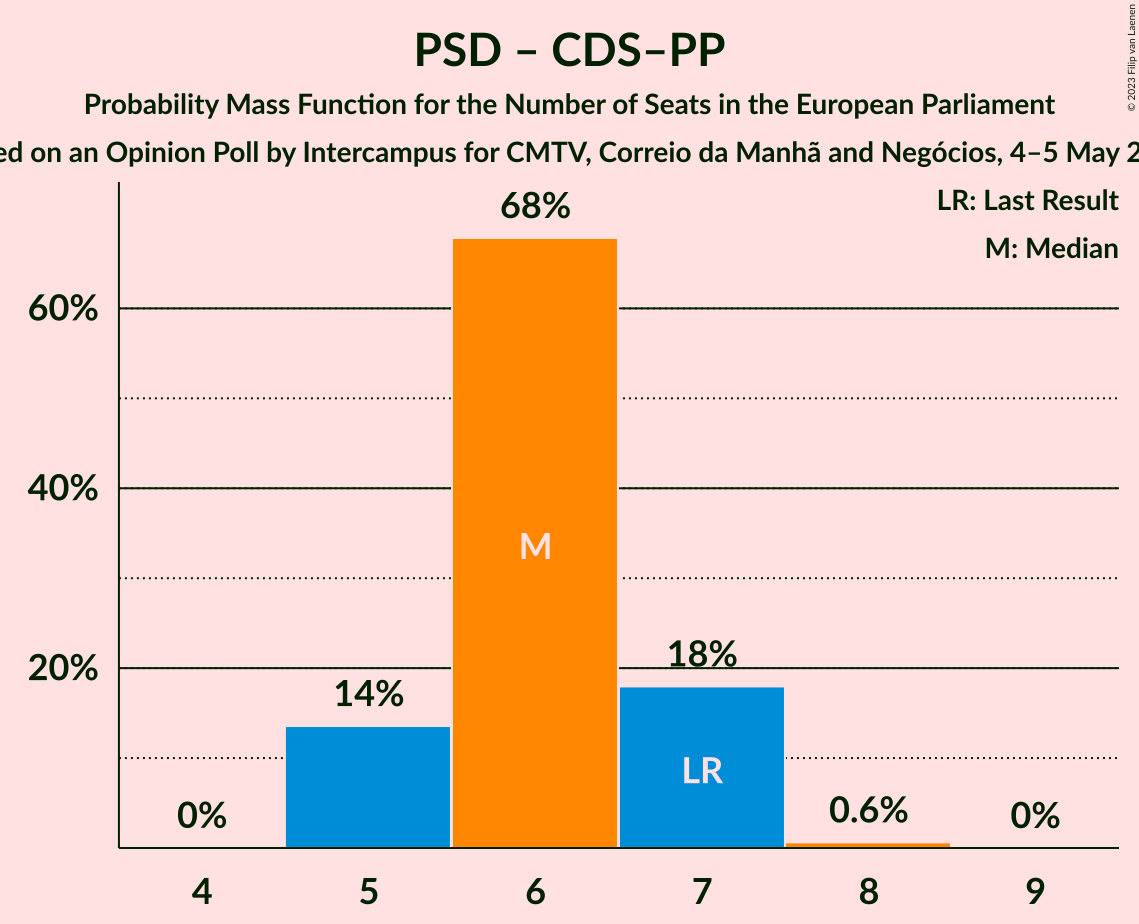 PSD – CDS–PP
Probability Mass Function for the Number of Seats in the European Parliament
on an Opinion Poll by Intercampus for CMTV, Correio da Manhã and Negócios, 4–5 May
© 2023 Filip van Laenen
LR: Last Result
M: Median
68%
60%
40%
M
20%
18%
14%
LR
0%
0.6%
0%
4 5 6 7 8 9